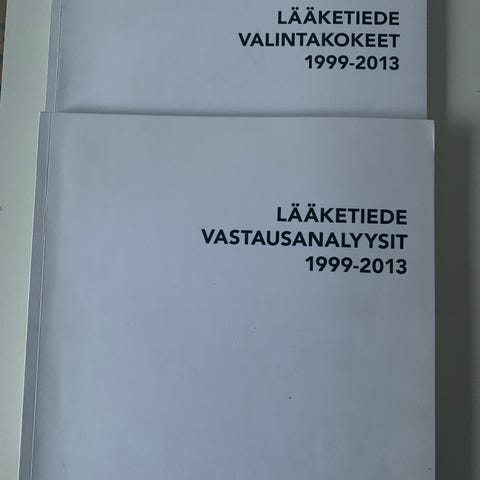 LÄÄKETIEDE
VALINTAKOKEET
1999-2013
LÄÄKETIEDE
VASTAUSANALYYSIT
1999-2013